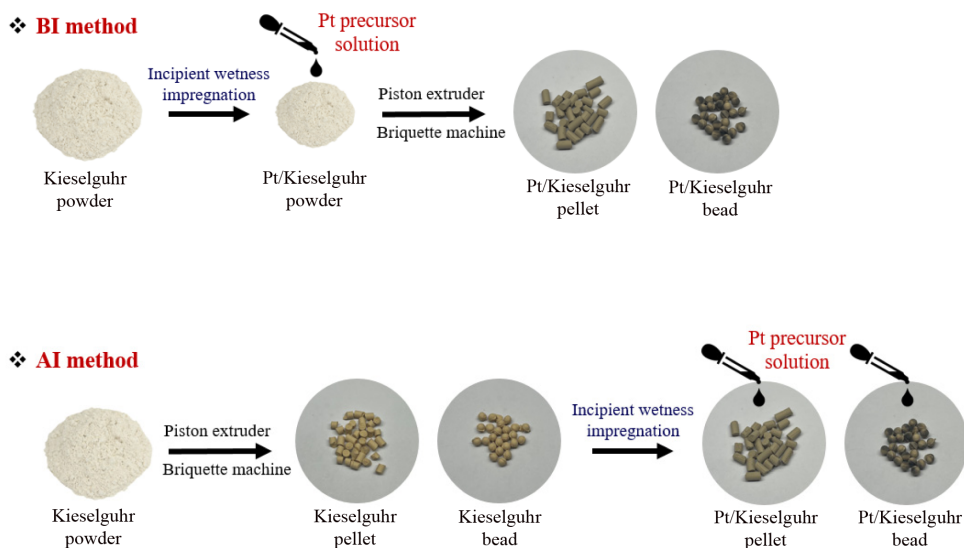 ❖ BI method
Pt precursor
solution
Incipient wetness
impregnation
Piston extruder
Briquette machine
Kieselguhr
powder
Pt/Kieselguhr
powder
Pt/Kieselguhr
pellet
Pt/Kieselguhr
bead
❖ AI method
Pt precursor
solution
Piston extruder
Briquette machine
Incipient wetness
impregnation
Kieselguhr
powder
Kieselguhr
pellet
Kieselguhr
bead
Pt/Kieselguhr
pellet
Pt/Kieselguhr
bead